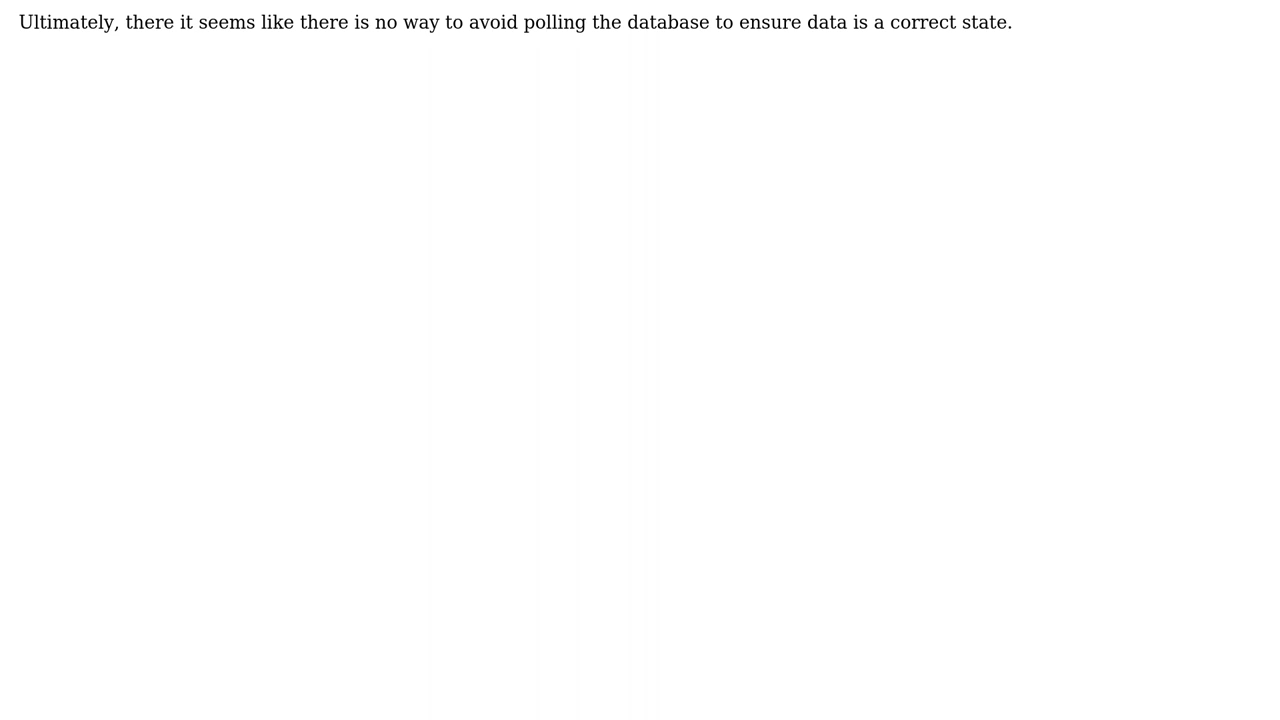 Ultimately, there it seems like there is no way to avoid polling the database to ensure data is a correct state.